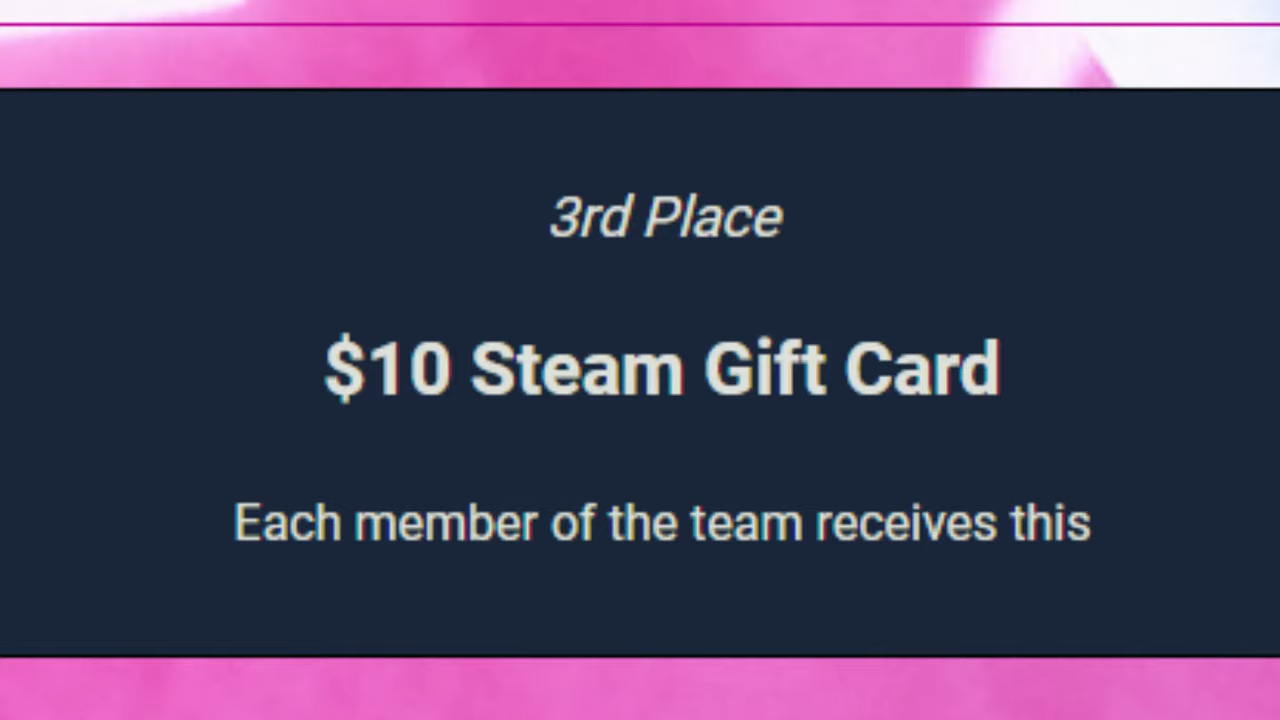 3rd Place
$10 Steam Gift Card
Each member of the team receives this